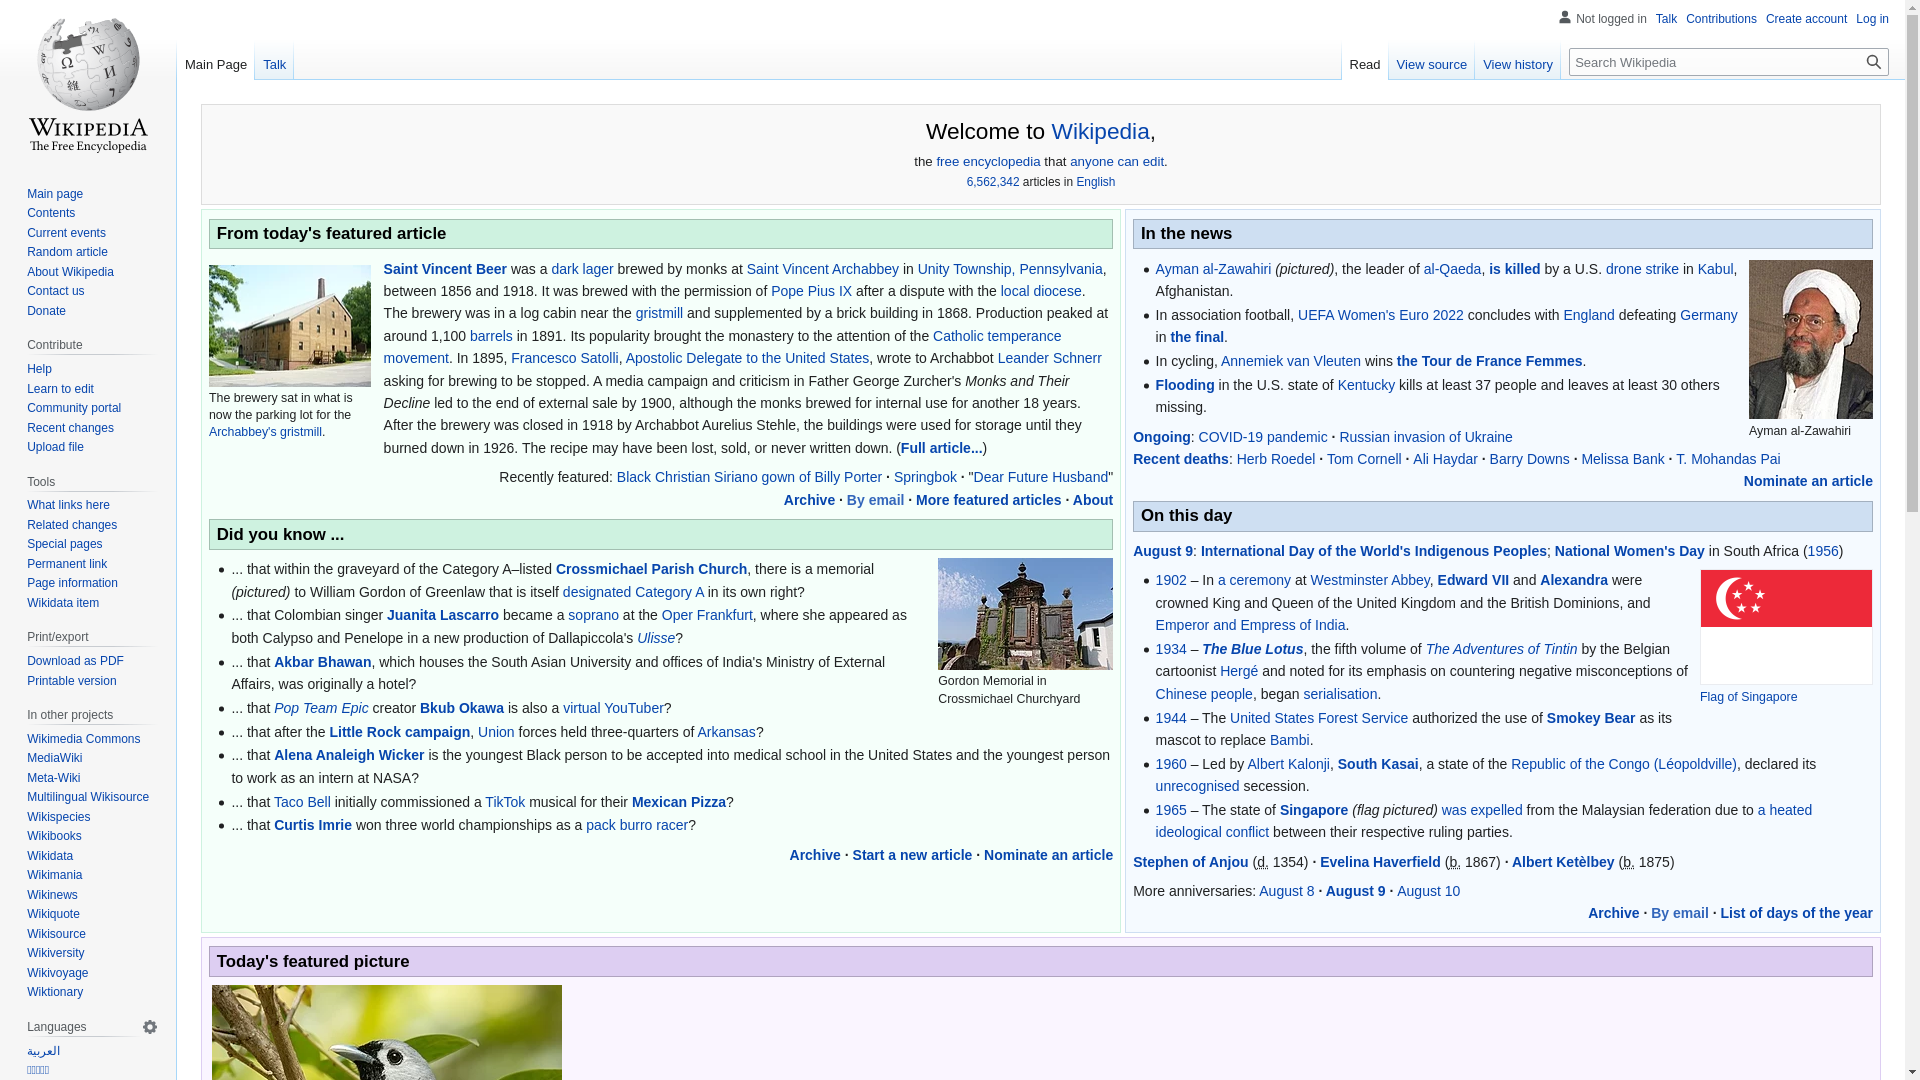 Not logged in Talk Contributions Create account Log in
Main Page Talk
Read View source View history Search Wikipedia
WIKIPEDIA
The Free Encyclopedia
Main page
Contents
Current events
Random article
About Wikipedia
Contact us
Donate
Contribute
Help
Learn to edit
Community portal
Recent changes
Upload file
Tools
What links here
Related changes
Special pages
Permanent link
Page information
Wikidata item
Print/export
Download as PDF
Printable version
In other projects
Wikimedia Commons
MediaWiki
Meta-Wiki
Multilingual Wikisource
Wikispecies
Wikibooks
Wikidata
Wikimania
Wikinews
Wikiquote
Wikisource
Wikiversity
Wikivoyage
Wiktionary
Languages
العربية
Welcome to Wikipedia,
the free encyclopedia that anyone can edit.
6,562,342 articles in English
From today's featured article
The brewery sat in what is
now the parking lot for the
Archabbey's gristmill.
Saint Vincent Beer was a dark lager brewed by monks at Saint Vincent Archabbey in Unity Township, Pennsylvania,
between 1856 and 1918. It was brewed with the permission of Pope Pius IX after a dispute with the local diocese.
The brewery was in a log cabin near the gristmill and supplemented by a brick building in 1868. Production peaked at
around 1,100 barrels in 1891. Its popularity brought the monastery to the attention of the Catholic temperance
movement. In 1895, Francesco Satolli, Apostolic Delegate to the United States, wrote to Archabbot Leander Schnerr
asking for brewing to be stopped. A media campaign and criticism in Father George Zurcher's Monks and Their
Decline led to the end of external sale by 1900, although the monks brewed for internal use for another 18 years.
After the brewery was closed in 1918 by Archabbot Aurelius Stehle, the buildings were used for storage until they
burned down in 1926. The recipe may have been lost, sold, or never written down. (Full article...)
Recently featured: Black Christian Siriano gown of Billy Porter · Springbok · "Dear Future Husband"
Archive · By email · More featured articles · About
Did you know ...
Gordon Memorial in
Crossmichael Churchyard
... that within the graveyard of the Category A–listed Crossmichael Parish Church, there is a memorial
(pictured) to William Gordon of Greenlaw that is itself designated Category A in its own right?
... that Colombian singer Juanita Lascarro became a soprano at the Oper Frankfurt, where she appeared as
both Calypso and Penelope in a new production of Dallapiccola's Ulisse?
... that Akbar Bhawan, which houses the South Asian University and offices of India's Ministry of External
Affairs, was originally a hotel?
... that Pop Team Epic creator Bkub Okawa is also a virtual YouTuber?
... that after the Little Rock campaign, Union forces held three-quarters of Arkansas?
... that Alena Analeigh Wicker is the youngest Black person to be accepted into medical school in the United States and the youngest person
to work as an intern at NASA?
... that Taco Bell initially commissioned a TikTok musical for their Mexican Pizza?
... that Curtis Imrie won three world championships as a pack burro racer?
Archive · Start a new article · Nominate an article
In the news
Ayman al-Zawahiri
Ayman al-Zawahiri (pictured), the leader of al-Qaeda, is killed by a U.S. drone strike in Kabul,
Afghanistan.
In association football, UEFA Women's Euro 2022 concludes with England defeating Germany
in the final.
In cycling, Annemiek van Vleuten wins the Tour de France Femmes.
Flooding in the U.S. state of Kentucky kills at least 37 people and leaves at least 30 others
missing.
Ongoing: COVID-19 pandemic · Russian invasion of Ukraine
Recent deaths: Herb Roedel · Tom Cornell · Ali Haydar · Barry Downs · Melissa Bank · T. Mohandas Pai
Nominate an article
On this day
August 9: International Day of the World's Indigenous Peoples; National Women's Day in South Africa (1956)
Flag of Singapore
1902 – In a ceremony at Westminster Abbey, Edward VII and Alexandra were
crowned King and Queen of the United Kingdom and the British Dominions, and
Emperor and Empress of India.
1934 – The Blue Lotus, the fifth volume of The Adventures of Tintin by the Belgian
cartoonist Hergé and noted for its emphasis on countering negative misconceptions of
Chinese people, began serialisation.
1944 – The United States Forest Service authorized the use of Smokey Bear as its
mascot to replace Bambi.
1960 – Led by Albert Kalonji, South Kasai, a state of the Republic of the Congo (Léopoldville), declared its
unrecognised secession.
1965 – The state of Singapore (flag pictured) was expelled from the Malaysian federation due to a heated
ideological conflict between their respective ruling parties.
Stephen of Anjou (d. 1354) · Evelina Haverfield (b. 1867) · Albert Ketèlbey (b. 1875)
More anniversaries: August 8 · August 9 · August 10
Archive · By email · List of days of the year
Today's featured picture